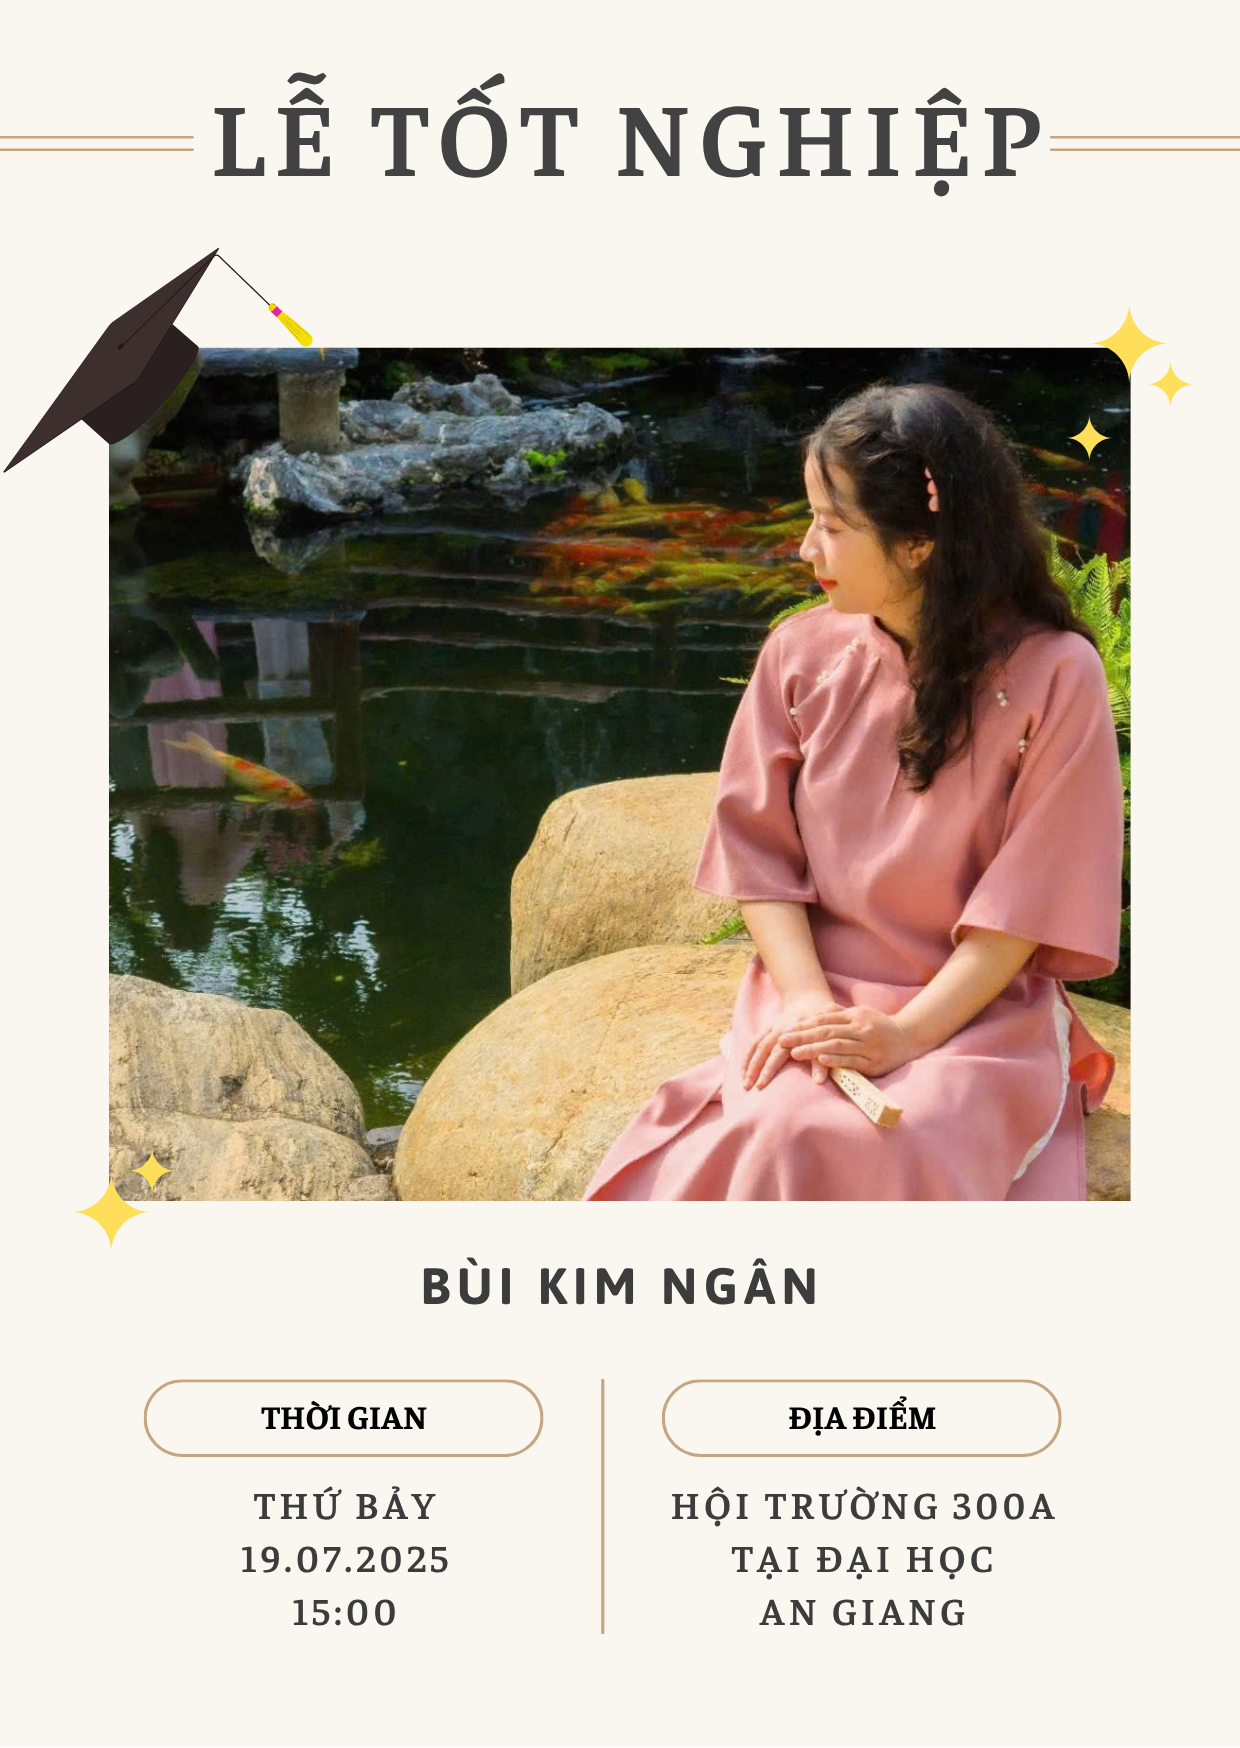 LỄ TỐT NGHIỆP
BÙI KIM NGÂN
THỜI GIAN
THỨ BẢY
19.07.2025
15:00
ĐỊA ĐIỂM
HỘI TRƯỜNG 300A
TẠI ĐẠI HỌC
AN GIANG